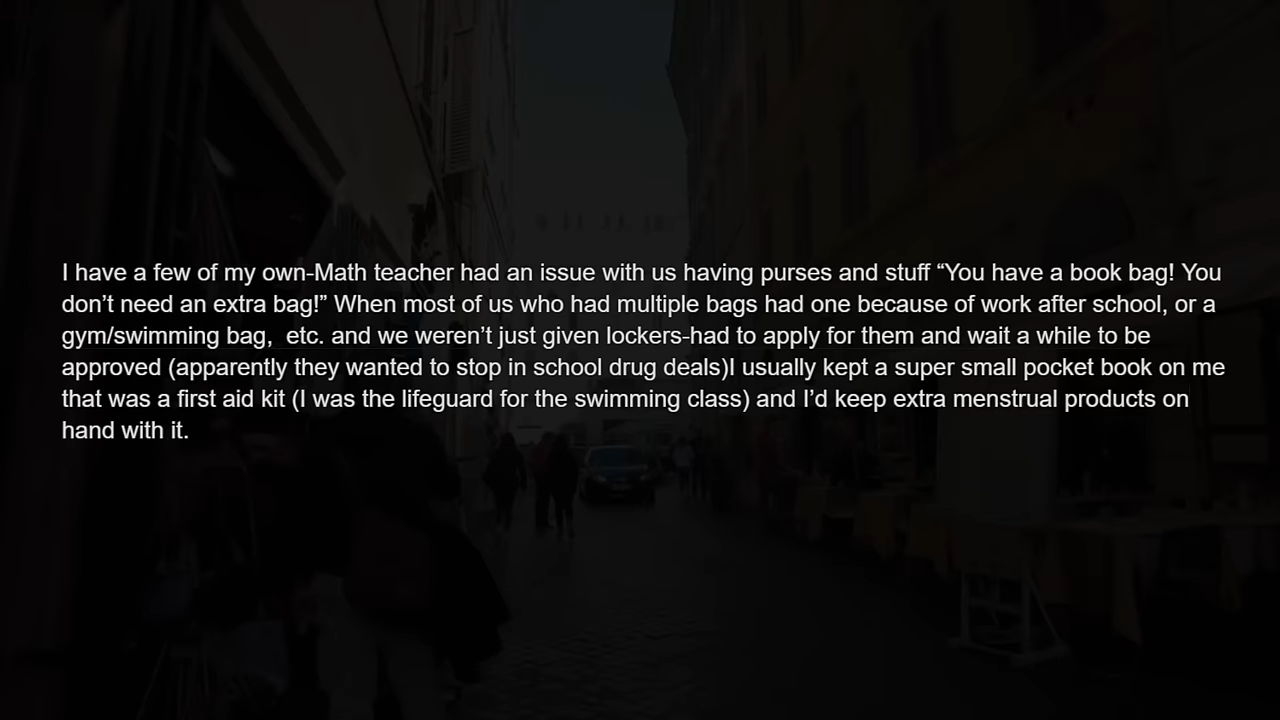 I have a few of my own-Math teacher had an issue with us having purses and stuff “You have a book bag! You
don’t need an extra bag!” When most of us who had multiple bags had one because of work after school, or a
gym/swimming bag,  etc. and we weren’t just given lockers-had to apply for them and wait a while to be
approved (apparently they wanted to stop in school drug deals)I usually kept a super small pocket book on me
that was a first aid kit (I was the lifeguard for the swimming class) and I’d keep extra menstrual products on
hand with it.